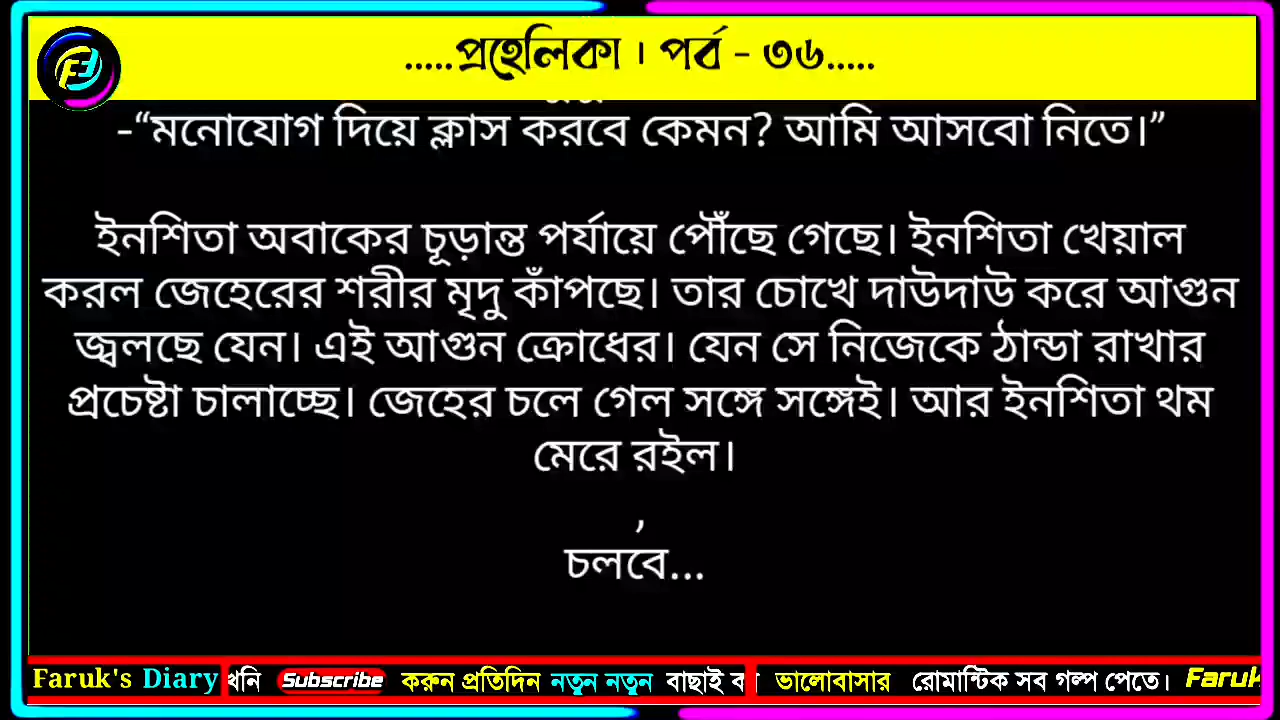 .....প্রহেলিকা । পর্ব - ৩৬.....
-“মনোযোগ দিয়ে ক্লাস করবে কেমন? আমি আসবো নিতে।”
ইনশিতা অবাকের চূড়ান্ত পর্যায়ে পৌঁছে গেছে। ইনশিতা খেয়াল
করল জেহেরের শরীর মৃদু কাঁপছে। তার চোখে দাউদাউ করে আগুন
জ্বলছে যেন। এই আগুন ক্রোধের। যেন সে নিজেকে ঠান্ডা রাখার
প্রচেষ্টা চালাচ্ছে। জেহের চলে গেল সঙ্গে সঙ্গেই। আর ইনশিতা থম
মেরে রইল।
,
চলবে...
Faruk's Diary খনি Subscribe করুন প্রতিদিন নতুন নতুন বাছাই ভালোবাসার রোমান্টিক সব গল্প পেতে। Faruk